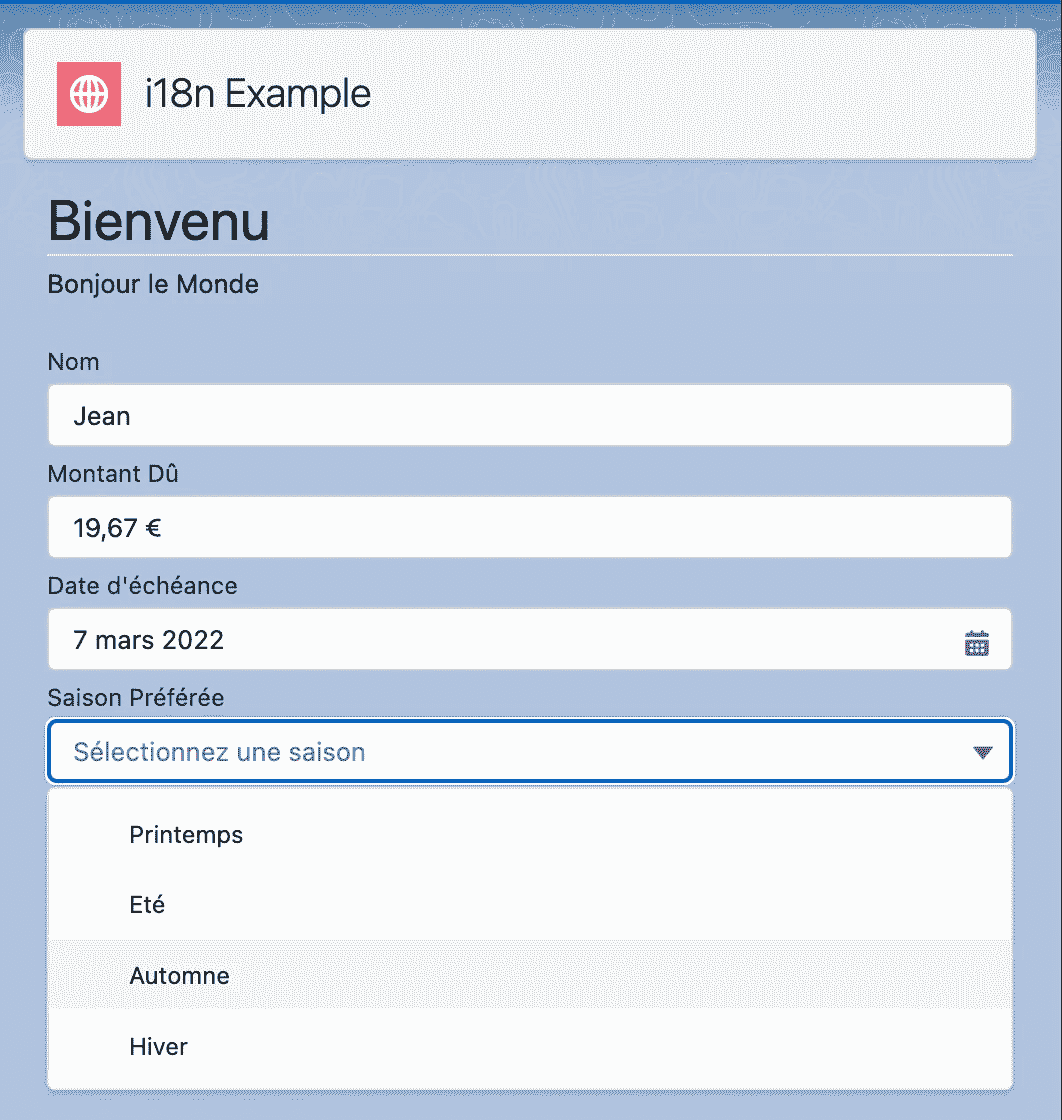 i18n Example
Bienvenu
Bonjour le Monde
Nom
Jean
Montant Dû
19,67 €
Date d'échéance
7 mars 2022
Saison Préférée
Sélectionnez une saison
Printemps
Eté
Automne
Hiver